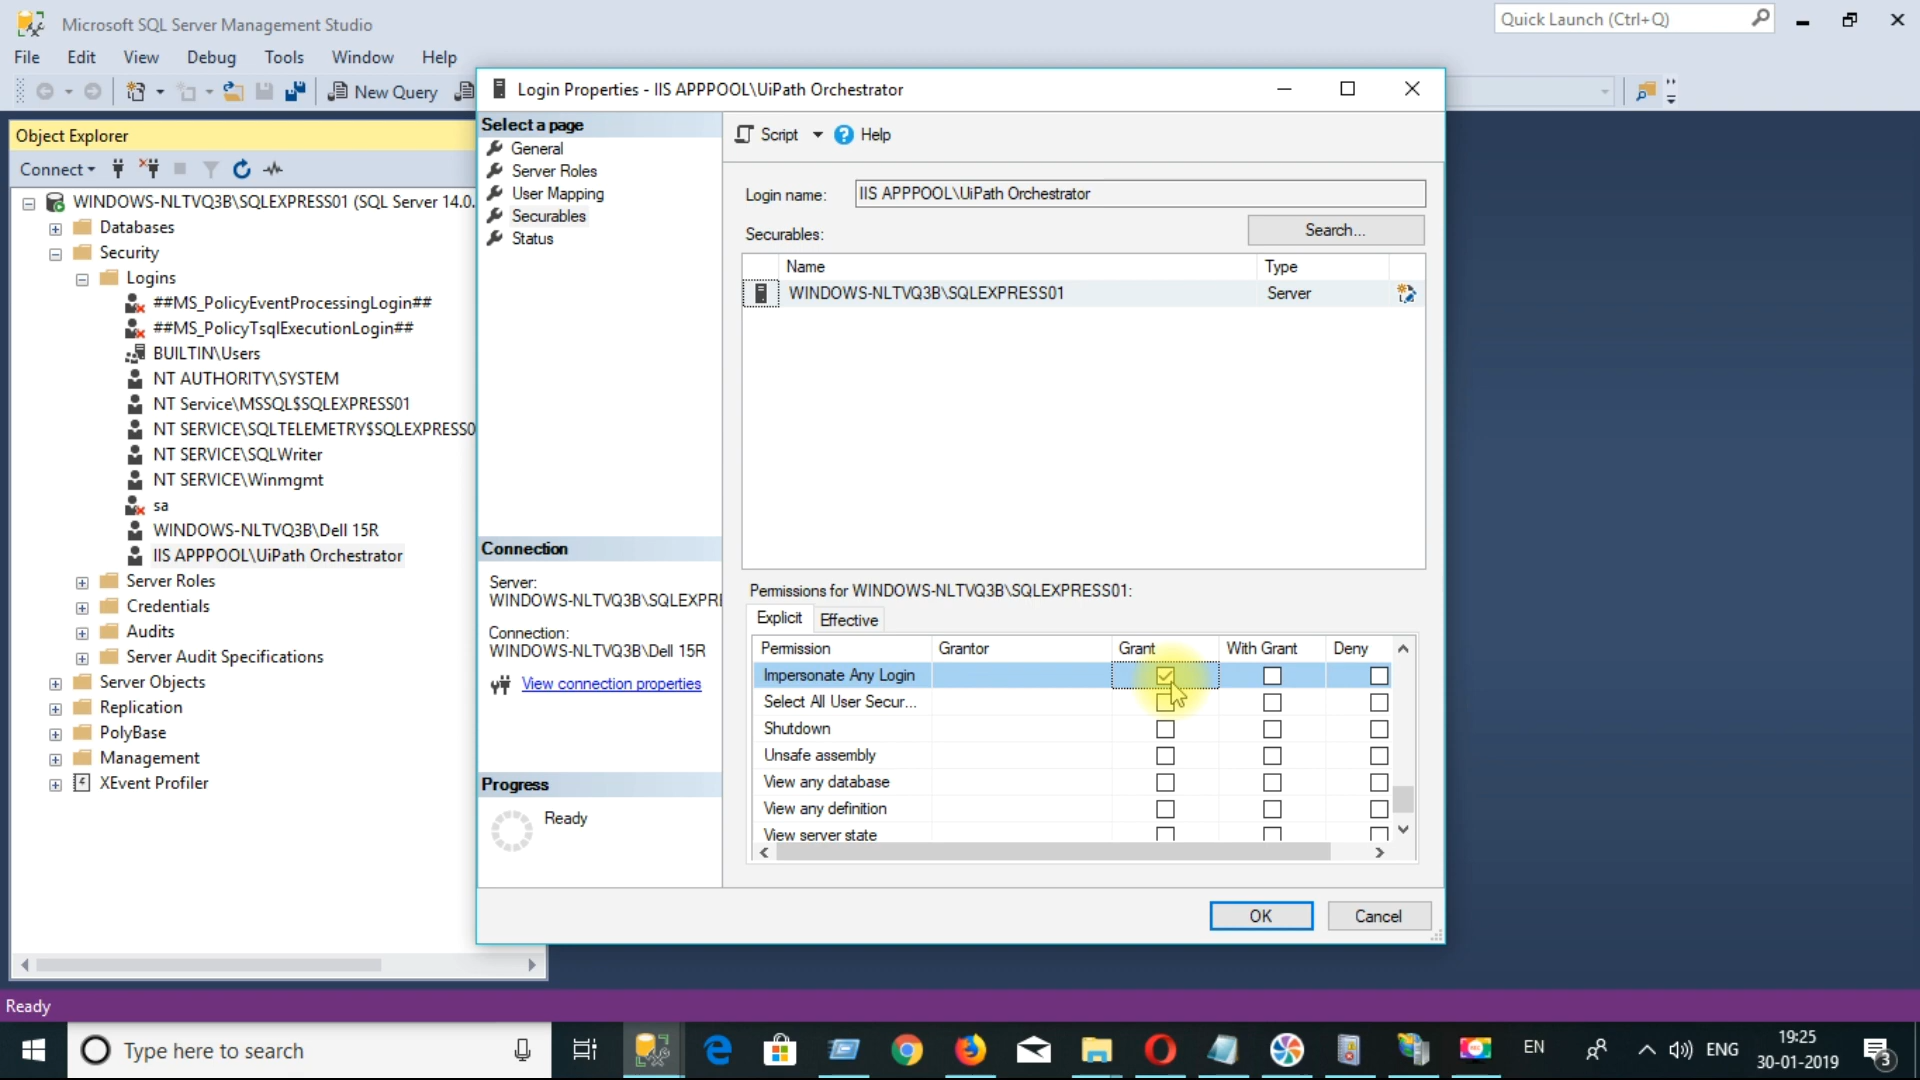 Microsoft SQL Server Management Studio
Quick Launch (Ctrl+Q)
File Edit View Debug Tools Window Help
New Query
Object Explorer
Connect
WINDOWS-NLTVQ3B\SQLEXPRESS01 (SQL Server 14.0.
Databases
Security
Logins
##MS_PolicyEventProcessingLogin##
##MS_PolicyTsqlExecutionLogin##
BUILTIN\Users
NT AUTHORITY\SYSTEM
NT Service\MSSQL$SQLEXPRESS01
NT SERVICE\SQLTELEMETRY$SQLEXPRESS0
NT SERVICE\SQLWriter
NT SERVICE\Winmgmt
sa
WINDOWS-NLTVQ3B\Dell 15R
IIS APPPOOL\UiPath Orchestrator
Server Roles
Credentials
Audits
Server Audit Specifications
Server Objects
Replication
PolyBase
Management
XEvent Profiler
Login Properties - IIS APPPOOL\UiPath Orchestrator
Select a page
General
Server Roles
User Mapping
Securables
Status
Connection
Server:
WINDOWS-NLTVQ3B\SQLEXPRE
Connection:
WINDOWS-NLTVQ3B\Dell 15R
View connection properties
Progress
Ready
Script Help
Login name: IIS APPPOOL\UiPath Orchestrator
Securables: Search...
Name Type
WINDOWS-NLTVQ3B\SQLEXPRESS01 Server
Permissions for WINDOWS-NLTVQ3B\SQLEXPRESS01:
Explicit Effective
Permission Grantor Grant With Grant Deny
Impersonate Any Login
Select All User Secur...
Shutdown
Unsafe assembly
View any database
View any definition
View server state
OK Cancel
Ready
Type here to search
EN
ENG
19:25
30-01-2019
3